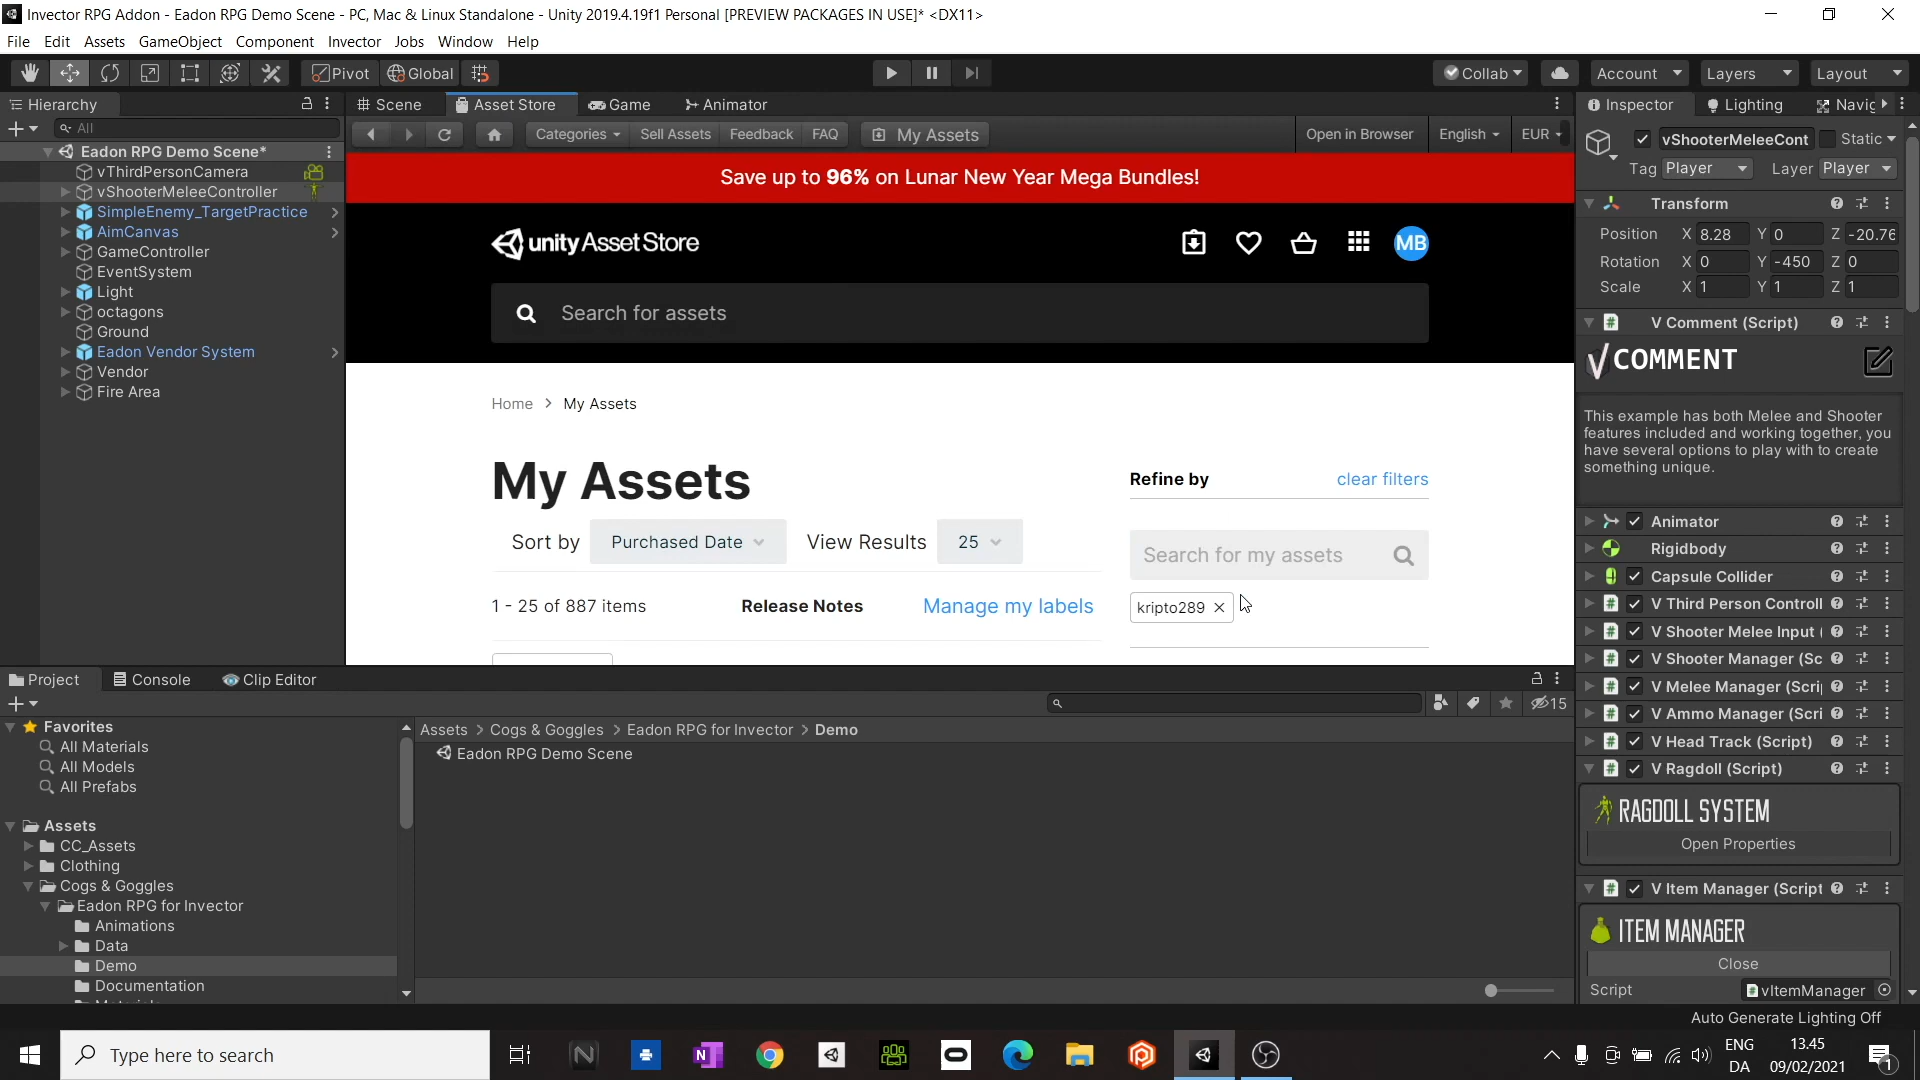 Invector RPG Addon - Eadon RPG Demo Scene - PC, Mac & Linux Standalone - Unity 2019.4.19f1 Personal [PREVIEW PACKAGES IN USE]* <DX11>
File Edit Assets GameObject Component Invector Jobs Window Help
Pivot Global Collab Account Layers Layout
Hierarchy
All
Eadon RPG Demo Scene*
vThirdPersonCamera
vShooterMeleeController
SimpleEnemy_TargetPractice
AimCanvas
GameController
EventSystem
Light
octagons
Ground
Eadon Vendor System
Vendor
Fire Area
Scene Asset Store Game Animator
Categories Sell Assets Feedback FAQ My Assets Open in Browser English EUR
Save up to 96% on Lunar New Year Mega Bundles!
unity Asset Store
MB
Search for assets
Home > My Assets
My Assets
Sort by Purchased Date View Results 25
1 - 25 of 887 items Release Notes Manage my labels
Refine by clear filters
Search for my assets
kripto289 ×
Inspector Lighting Navig
vShooterMeleeCont Static
Tag Player Layer Player
Transform
Position X 8.28 Y 0 Z -20.76
Rotation X 0 Y -450 Z 0
Scale X 1 Y 1 Z 1
V Comment (Script)
COMMENT
This example has both Melee and Shooter
features included and working together, you
have several options to play with to create
something unique.
Animator
Rigidbody
Capsule Collider
V Third Person Controll
V Shooter Melee Input (
V Shooter Manager (Sc
V Melee Manager (Scri
V Ammo Manager (Scri
V Head Track (Script)
V Ragdoll (Script)
RAGDOLL SYSTEM
Open Properties
V Item Manager (Script
ITEM MANAGER
Close
Script vItemManager
Project Console Clip Editor
15
Favorites
All Materials
All Models
All Prefabs
Assets
CC_Assets
Clothing
Cogs & Goggles
Eadon RPG for Invector
Animations
Data
Demo
Documentation
Assets > Cogs & Goggles > Eadon RPG for Invector > Demo
Eadon RPG Demo Scene
Auto Generate Lighting Off
Type here to search
ENG
DA
13.45
09/02/2021
1